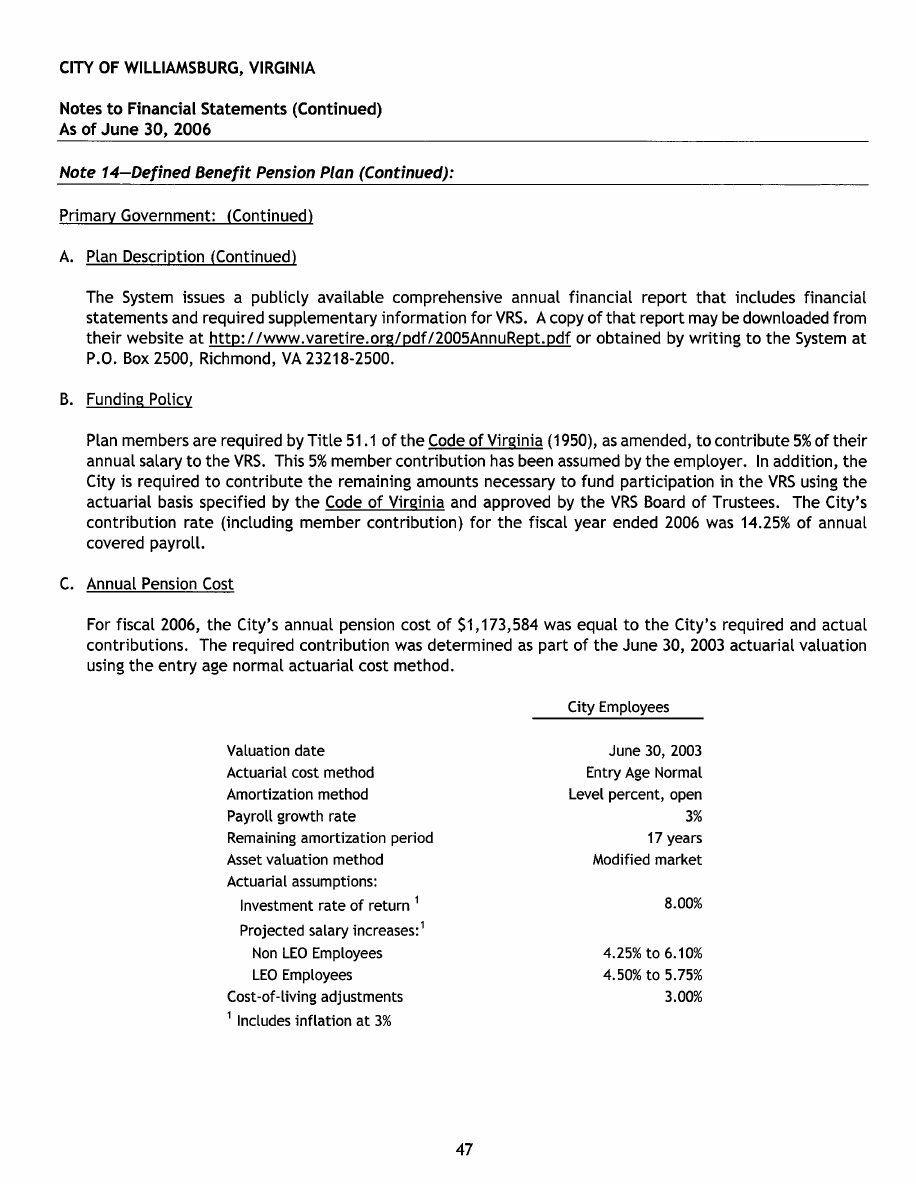 CITY OF WILLIAMSBURG, VIRGINIA
Notes to Financial Statements (Continued)
As of June 30, 2006
Note 14—Defined Benefit Pension Plan (Continued):
Primary Government: (Continued)
A. Plan Description (Continued)
The System issues a publicly available comprehensive annual financial report that includes financial
statements and required supplementary information for VRS. A copy of that report may be downloaded from
their website at http://www.varetire.org/pdf/2005AnnuRept.pdf or obtained by writing to the System at
P.O. Box 2500, Richmond, VA 23218-2500.
B. Funding Policy
Plan members are required by Title 51.1 of the Code of Virginia (1950), as amended, to contribute 5% of their
annual salary to the VRS. This 5% member contribution has been assumed by the employer. In addition, the
City is required to contribute the remaining amounts necessary to fund participation in the VRS using the
actuarial basis specified by the Code of Virginia and approved by the VRS Board of Trustees. The City's
contribution rate (including member contribution) for the fiscal year ended 2006 was 14.25% of annual
covered payroll.
C. Annual Pension Cost
For fiscal 2006, the City's annual pension cost of $1,173,584 was equal to the City's required and actual
contributions. The required contribution was determined as part of the June 30, 2003 actuarial valuation
using the entry age normal actuarial cost method.
City Employees
Valuation date June 30, 2003
Actuarial cost method Entry Age Normal
Amortization method Level percent, open
Payroll growth rate 3%
Remaining amortization period 17 years
Asset valuation method Modified market
Actuarial assumptions:
Investment rate of return ¹ 8.00%
Projected salary increases:¹
Non LEO Employees 4.25% to 6.10%
LEO Employees 4.50% to 5.75%
Cost-of-living adjustments 3.00%
¹ Includes inflation at 3%
47